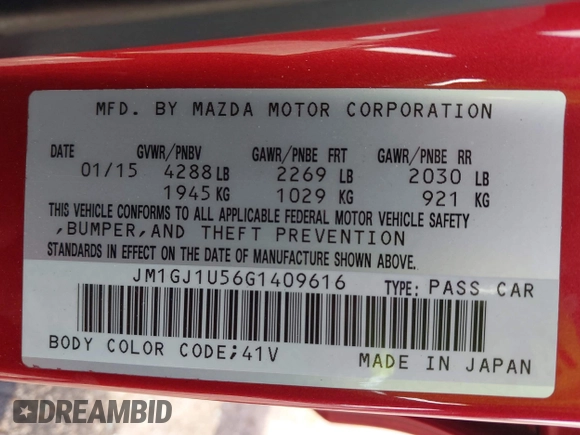 MFD. BY MAZDA MOTOR CORPORATION
DATE GVWR/PNBV GAWR/PNBE FRT GAWR/PNBE RR
01/15 4288 LB 2269 LB 2030 LB
1945 KG 1029 KG 921 KG
THIS VEHICLE CONFORMS TO ALL APPLICABLE FEDERAL MOTOR VEHICLE SAFETY
,BUMPER,AND THEFT PREVENTION
STANDARDS IN EFFECT ON THE DATE OF MANUFACTURE SHOWN ABOVE.
JM1GJ1U56G1409616 TYPE: PASS CAR
BODY COLOR CODE;41V
MADE IN JAPAN
DREAMBID